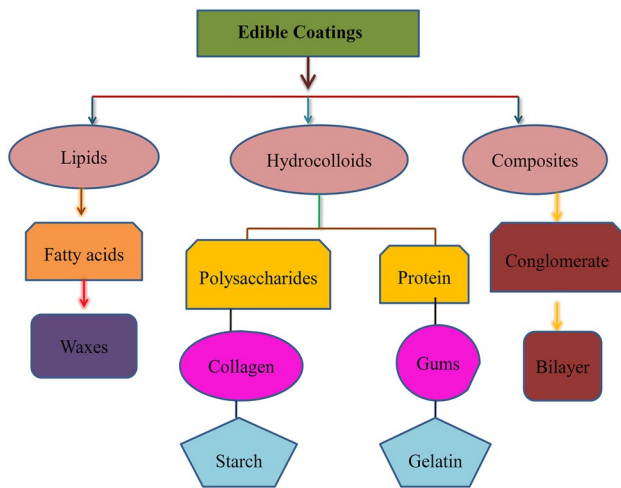 Edible Coatings
Lipids
Hydrocolloids
Composites
Fatty acids
Polysaccharides
Protein
Conglomerate
Waxes
Collagen
Gums
Bilayer
Starch
Gelatin